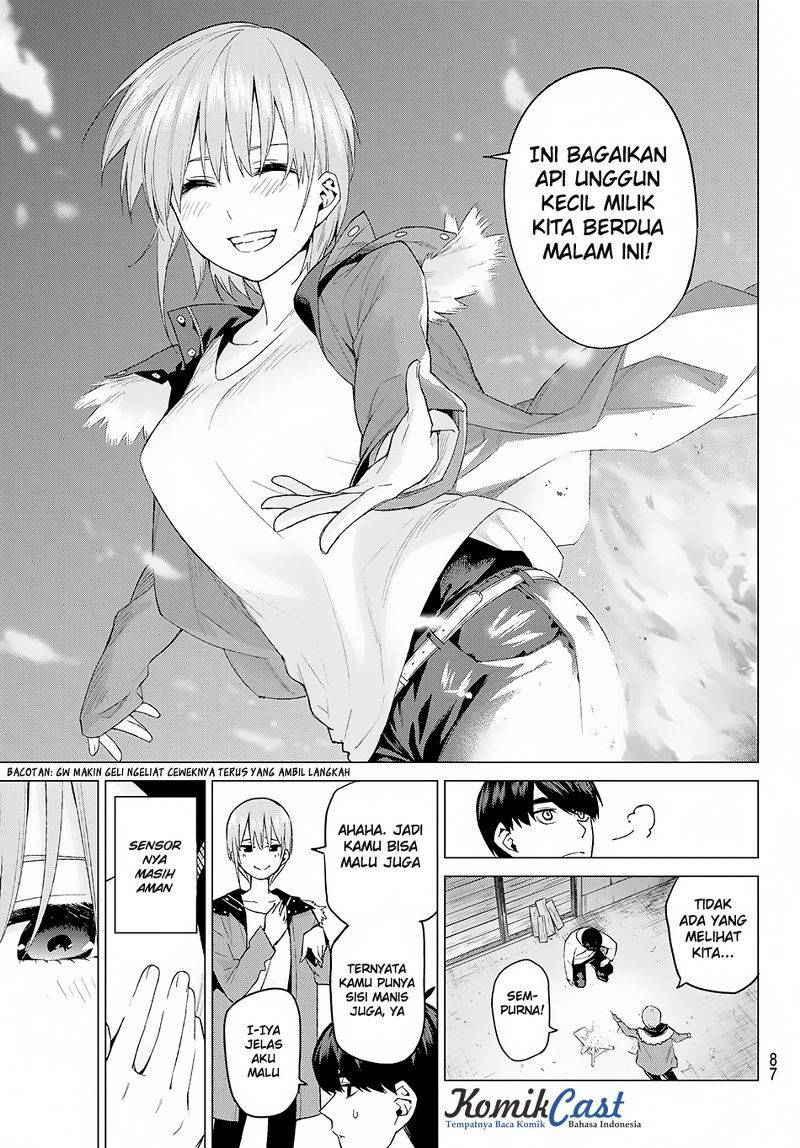 INI BAGAIKAN
API UNGGUN
KECIL MILIK
KITA BERDUA
MALAM INI!
BACOTAN: GW MAKIN GELI NGELIAT CEWEKNYA TERUS YANG AMBIL LANGKAH
TIDAK
ADA YANG
MELIHAT
KITA...
SEM-
PURNA!
AHAHA. JADI
KAMU BISA
MALU JUGA
TERNYATA
KAMU PUNYA
SISI MANIS
JUGA, YA
I-IYA
JELAS
AKU
MALU
SENSOR
NYA
MASIH
AMAN
87
KomikCast
Tempatnya Baca Komik Bahasa Indonesia